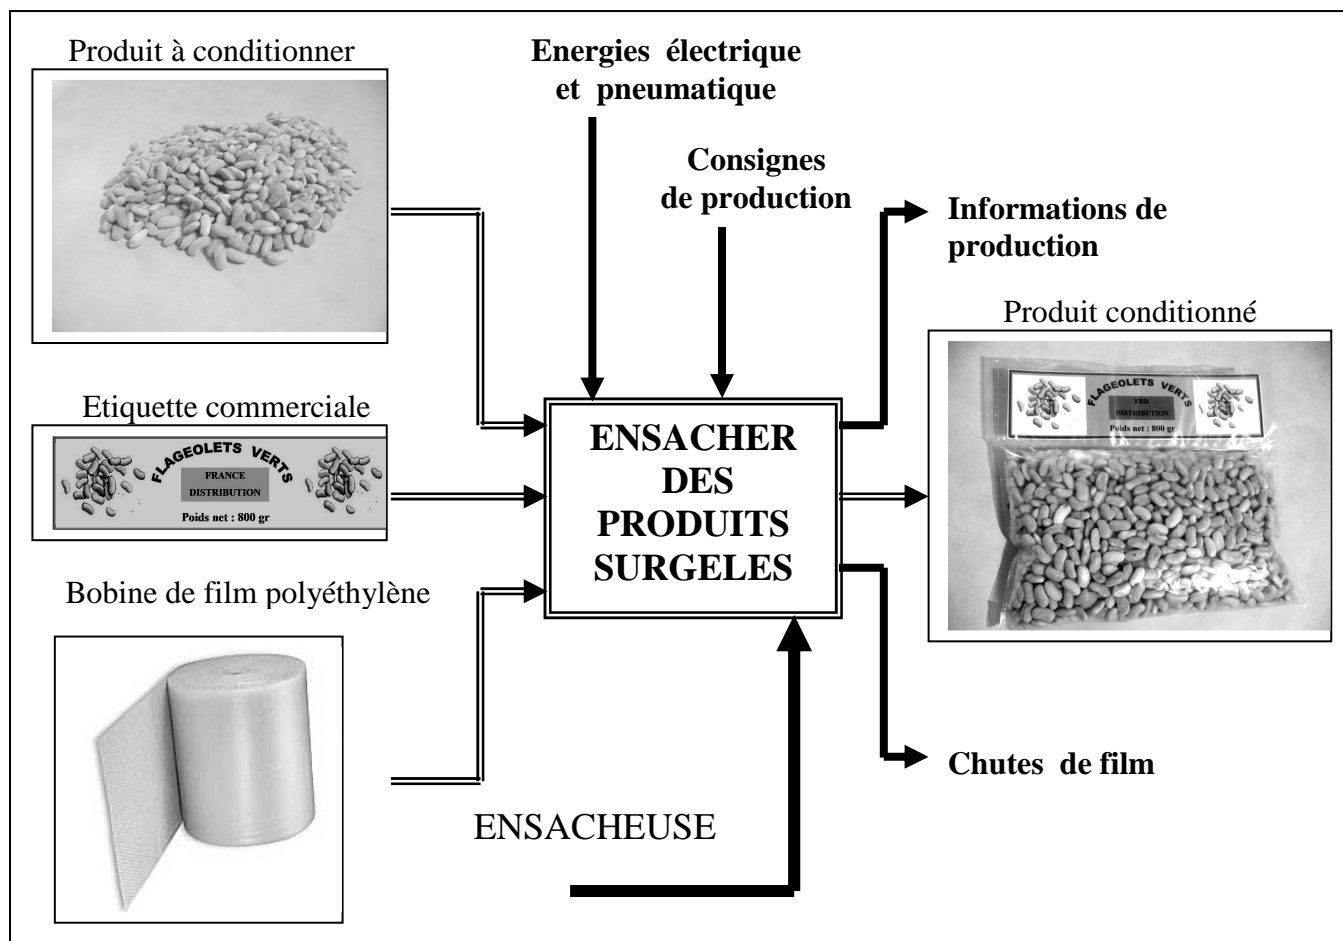 Produit à conditionner
Energies électrique
et pneumatique
Consignes
de production
Informations de
production
Produit conditionné
FLAGEOLETS VERTS
FBR
DISTRIBUTION
Poids net : 800 gr
Etiquette commerciale
FLAGEOLETS VERTS
FRANCE
DISTRIBUTION
Poids net : 800 gr
ENSACHER
DES
PRODUITS
SURGELES
Bobine de film polyéthylène
ENSACHEUSE
Chutes de film